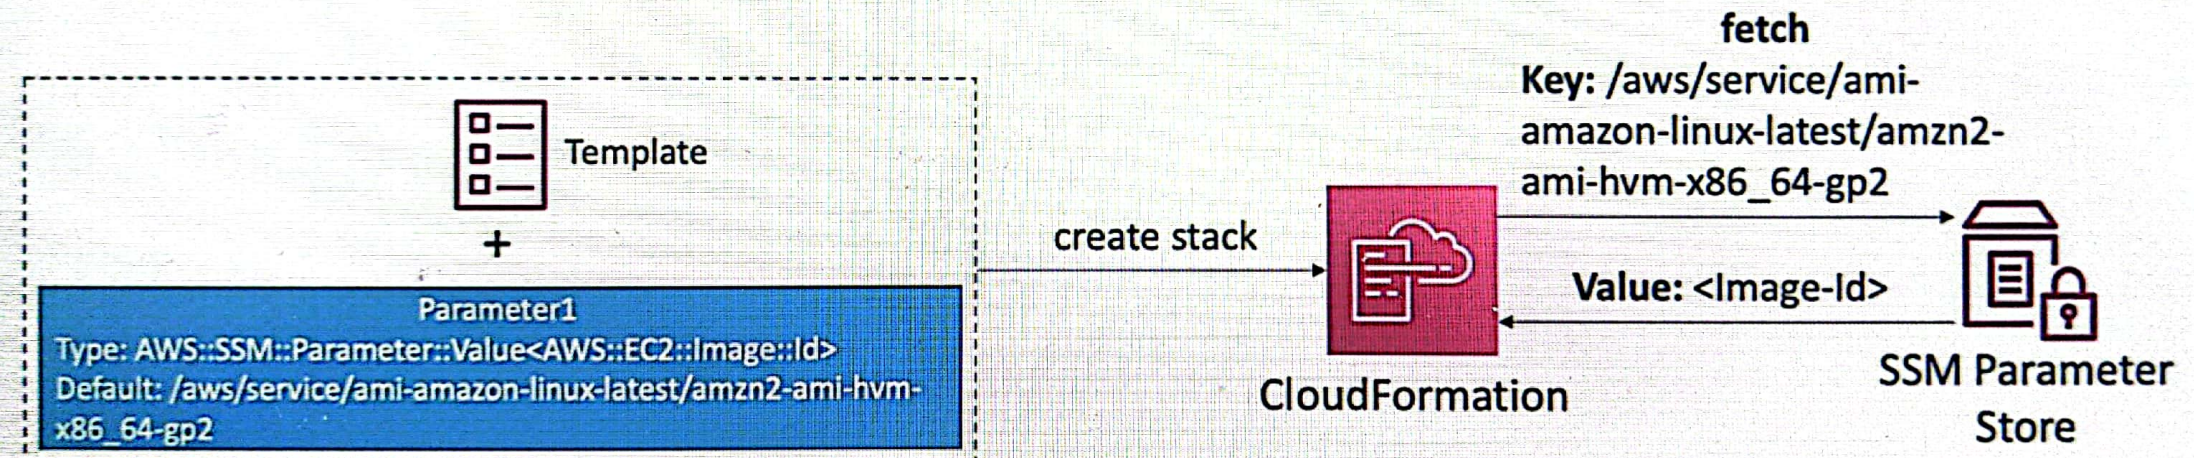 Template
+
Parameter1
Type: AWS::SSM::Parameter::Value<AWS::EC2::Image::Id>
Default: /aws/service/ami-amazon-linux-latest/amzn2-ami-hvm-
x86_64-gp2
create stack
CloudFormation
fetch
Key: /aws/service/ami-
amazon-linux-latest/amzn2-
ami-hvm-x86_64-gp2
Value: <Image-Id>
SSM Parameter
Store